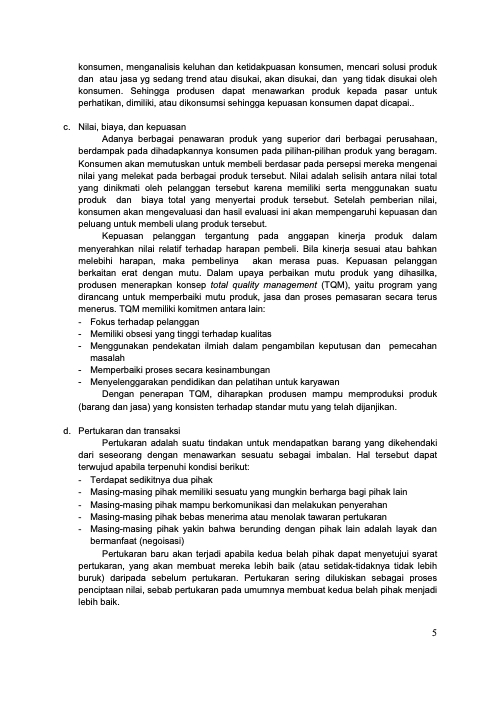 konsumen, menganalisis keluhan dan ketidakpuasan konsumen, mencari solusi produk
dan atau jasa yg sedang trend atau disukai, akan disukai, dan yang tidak disukai oleh
konsumen. Sehingga produsen dapat menawarkan produk kepada pasar untuk
perhatikan, dimiliki, atau dikonsumsi sehingga kepuasan konsumen dapat dicapai..
c. Nilai, biaya, dan kepuasan
Adanya berbagai penawaran produk yang superior dari berbagai perusahaan,
berdampak pada dihadapkannya konsumen pada pilihan-pilihan produk yang beragam.
Konsumen akan memutuskan untuk membeli berdasar pada persepsi mereka mengenai
nilai yang melekat pada berbagai produk tersebut. Nilai adalah selisih antara nilai total
yang dinikmati oleh pelanggan tersebut karena memiliki serta menggunakan suatu
produk dan biaya total yang menyertai produk tersebut. Setelah pemberian nilai,
konsumen akan mengevaluasi dan hasil evaluasi ini akan mempengaruhi kepuasan dan
peluang untuk membeli ulang produk tersebut.
Kepuasan pelanggan tergantung pada anggapan kinerja produk dalam
menyerahkan nilai relatif terhadap harapan pembeli. Bila kinerja sesuai atau bahkan
melebihi harapan, maka pembelinya akan merasa puas. Kepuasan pelanggan
berkaitan erat dengan mutu. Dalam upaya perbaikan mutu produk yang dihasilka,
produsen menerapkan konsep total quality management (TQM), yaitu program yang
dirancang untuk memperbaiki mutu produk, jasa dan proses pemasaran secara terus
menerus. TQM memiliki komitmen antara lain:
- Fokus terhadap pelanggan
- Memiliki obsesi yang tinggi terhadap kualitas
- Menggunakan pendekatan ilmiah dalam pengambilan keputusan dan pemecahan
masalah
- Memperbaiki proses secara kesinambungan
- Menyelenggarakan pendidikan dan pelatihan untuk karyawan
Dengan penerapan TQM, diharapkan produsen mampu memproduksi produk
(barang dan jasa) yang konsisten terhadap standar mutu yang telah dijanjikan.
d. Pertukaran dan transaksi
Pertukaran adalah suatu tindakan untuk mendapatkan barang yang dikehendaki
dari seseorang dengan menawarkan sesuatu sebagai imbalan. Hal tersebut dapat
terwujud apabila terpenuhi kondisi berikut:
- Terdapat sedikitnya dua pihak
- Masing-masing pihak memiliki sesuatu yang mungkin berharga bagi pihak lain
- Masing-masing pihak mampu berkomunikasi dan melakukan penyerahan
- Masing-masing pihak bebas menerima atau menolak tawaran pertukaran
- Masing-masing pihak yakin bahwa berunding dengan pihak lain adalah layak dan
bermanfaat (negoisasi)
Pertukaran baru akan terjadi apabila kedua belah pihak dapat menyetujui syarat
pertukaran, yang akan membuat mereka lebih baik (atau setidak-tidaknya tidak lebih
buruk) daripada sebelum pertukaran. Pertukaran sering dilukiskan sebagai proses
penciptaan nilai, sebab pertukaran pada umumnya membuat kedua belah pihak menjadi
lebih baik.
5